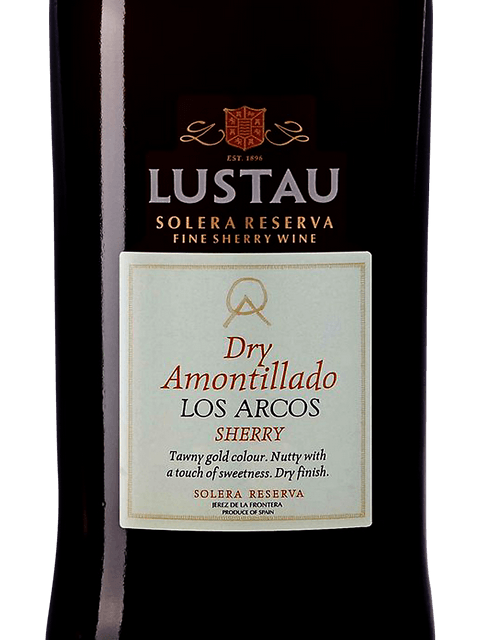 EST. 1896
LUSTAU
SOLERA RESERVA
FINE SHERRY WINE
Dry
Amontillado
LOS ARCOS
SHERRY
Tawny gold colour. Nutty with
a touch of sweetness. Dry finish.
SOLERA RESERVA
JEREZ DE LA FRONTERA
PRODUCE OF SPAIN